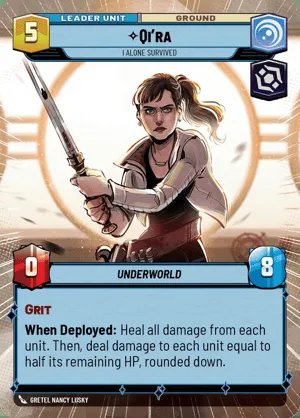 LEADER UNIT
GROUND
5
QI'RA
I ALONE SURVIVED
0
UNDERWORLD
8
GRIT
When Deployed: Heal all damage from each
unit. Then, deal damage to each unit equal to
half its remaining HP, rounded down.
GRETEL NANCY LUSKY